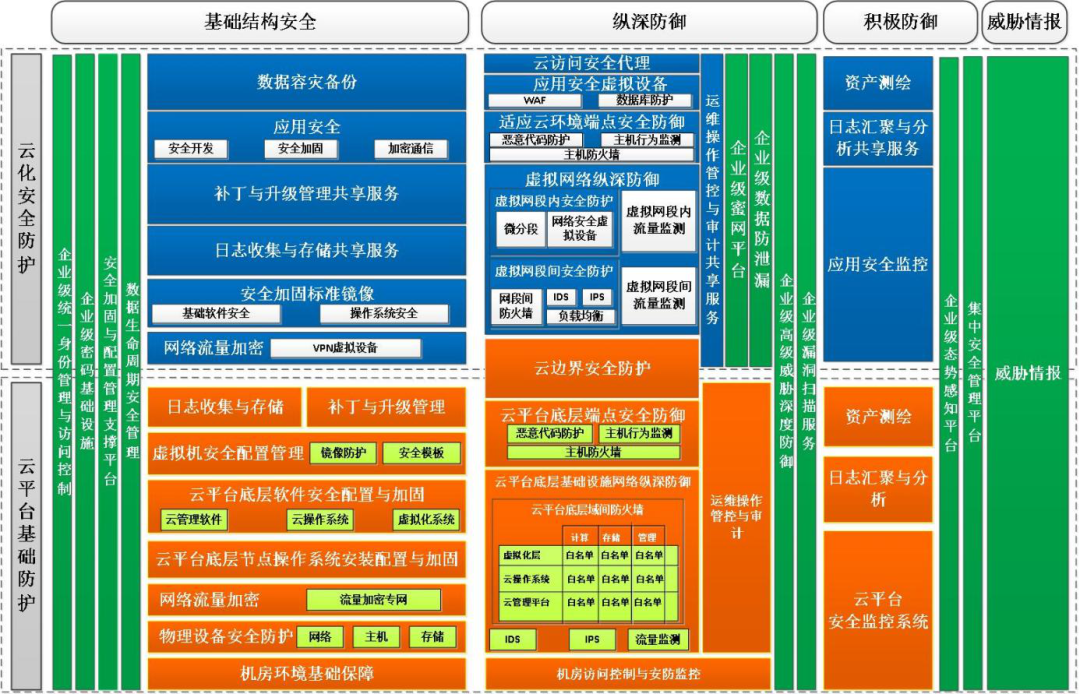 基础结构安全
纵深防御
积极防御
威胁情报
云化安全防护
云平台基础防护
企业级统一身份管理与访问控制
企业级密码基础设施
安全加固与配置管理支撑平台
数据生命周期安全管理
数据容灾备份
应用安全
安全开发
安全加固
加密通信
补丁与升级管理共享服务
日志收集与存储共享服务
安全加固标准镜像
基础软件安全
操作系统安全
网络流量加密
VPN虚拟设备
日志收集与存储
补丁与升级管理
虚拟机安全配置管理
镜像防护
安全模板
云平台底层软件安全配置与加固
云管理软件
云操作系统
虚拟化系统
云平台底层节点操作系统安装配置与加固
网络流量加密
流量加密专网
物理设备安全防护
网络
主机
存储
机房环境基础保障
云访问安全代理
应用安全虚拟设备
WAF
数据库防护
适应云环境端点安全防御
恶意代码防护
主机行为监测
主机防火墙
虚拟网络纵深防御
虚拟网段内安全防护
微分段
网络安全虚
拟设备
虚拟网段内
流量监测
虚拟网段间安全防护
网段间
防火墙
IDS
IPS
负载均衡
虚拟网段间
流量监测
云边界安全防护
云平台底层端点安全防御
恶意代码防护
主机行为监测
主机防火墙
云平台底层基础设施网络纵深防御
云平台底层域间防火墙
计算
存储
管理
虚拟化层
白名单
白名单
白名单
云操作系统
白名单
白名单
白名单
云管理平台
白名单
白名单
白名单
IDS
IPS
流量监测
机房访问控制与安防监控
运维操作管控与审计共享服务
企业级蜜网平台
企业级数据防泄漏
运维操作
管控与审
计
企业级高级威胁深度防御
企业级漏洞扫描服务
资产测绘
日志汇聚与分
析共享服务
应用安全监控
资产测绘
日志汇聚与分
析
云平台
安全监控系统
企业级态势感知平台
集中安全管理平台
威胁情报